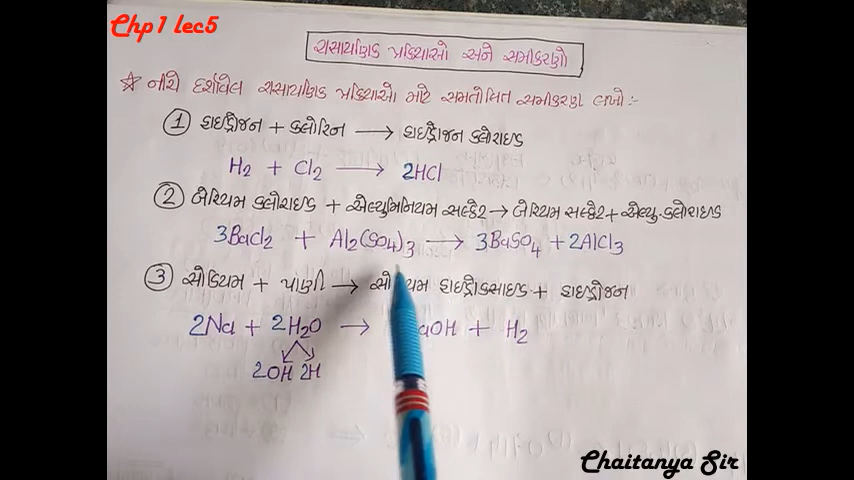 Chp1 lec5
રાસાયણિક પ્રક્રિયાઓ અને સમીકરણો
☆ નીચે દર્શાવેલ રાસાયણિક પ્રક્રિયાઓ માટે સમતોલિત સમીકરણ લખો :-
① હાઇડ્રોજન + ક્લોરિન → હાઇડ્રોજન ક્લોરાઇડ
H₂ + Cl₂ → 2HCl
② બેરિયમ ક્લોરાઇડ + એલ્યુમિનિયમ સલ્ફેટ → બેરિયમ સલ્ફેટ + એલ્યુ. ક્લોરાઇડ
3BaCl₂ + Al₂(SO₄)₃ → 3BaSO₄ + 2AlCl₃
③ સોડિયમ + પાણી → હાઇડ્રોક્સાઇડ + હાઇડ્રોજન
2Na + 2H₂O → aOH + H₂
2OH 2H
Chaitanya Sir